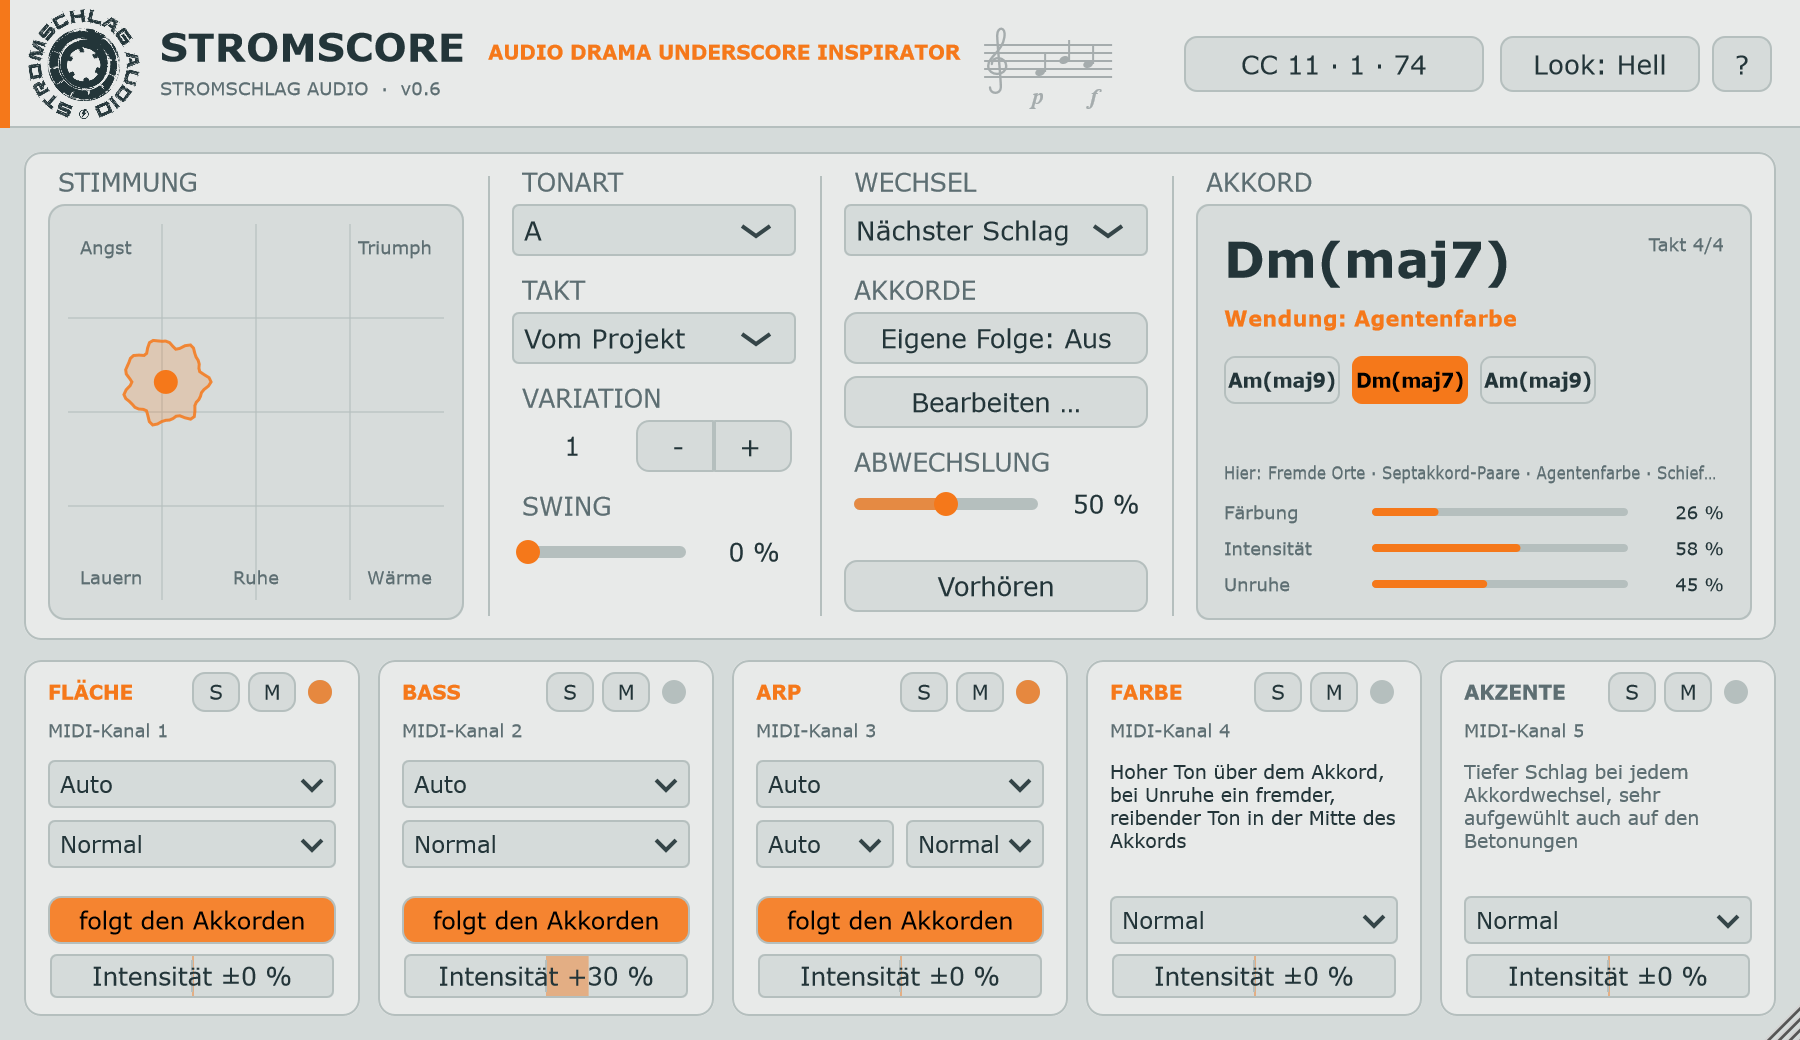 STROMSCHLAG AUDIO
STROMSCORE
AUDIO DRAMA UNDERSCORE INSPIRATOR
STROMSCHLAG AUDIO · v0.6
p f
CC 11 · 1 · 74
Look: Hell
?
STIMMUNG
Angst
Triumph
Lauern
Ruhe
Wärme
TONART
A
TAKT
Vom Projekt
VARIATION
1
-
+
SWING
0 %
WECHSEL
Nächster Schlag
AKKORDE
Eigene Folge: Aus
Bearbeiten ...
ABWECHSLUNG
50 %
Vorhören
AKKORD
Dm(maj7)
Takt 4/4
Wendung: Agentenfarbe
Am(maj9)
Dm(maj7)
Am(maj9)
Hier: Fremde Orte · Septakkord-Paare · Agentenfarbe · Schief...
Färbung 26 %
Intensität 58 %
Unruhe 45 %
FLÄCHE
S
M
MIDI-Kanal 1
Auto
Normal
folgt den Akkorden
Intensität ±0 %
BASS
S
M
MIDI-Kanal 2
Auto
Normal
folgt den Akkorden
Intensität +30 %
ARP
S
M
MIDI-Kanal 3
Auto
Auto
Normal
folgt den Akkorden
Intensität ±0 %
FARBE
S
M
MIDI-Kanal 4
Hoher Ton über dem Akkord,
bei Unruhe ein fremder,
reibender Ton in der Mitte des
Akkords
Normal
Intensität ±0 %
AKZENTE
S
M
MIDI-Kanal 5
Tiefer Schlag bei jedem
Akkordwechsel, sehr
aufgewühlt auch auf den
Betonungen
Normal
Intensität ±0 %